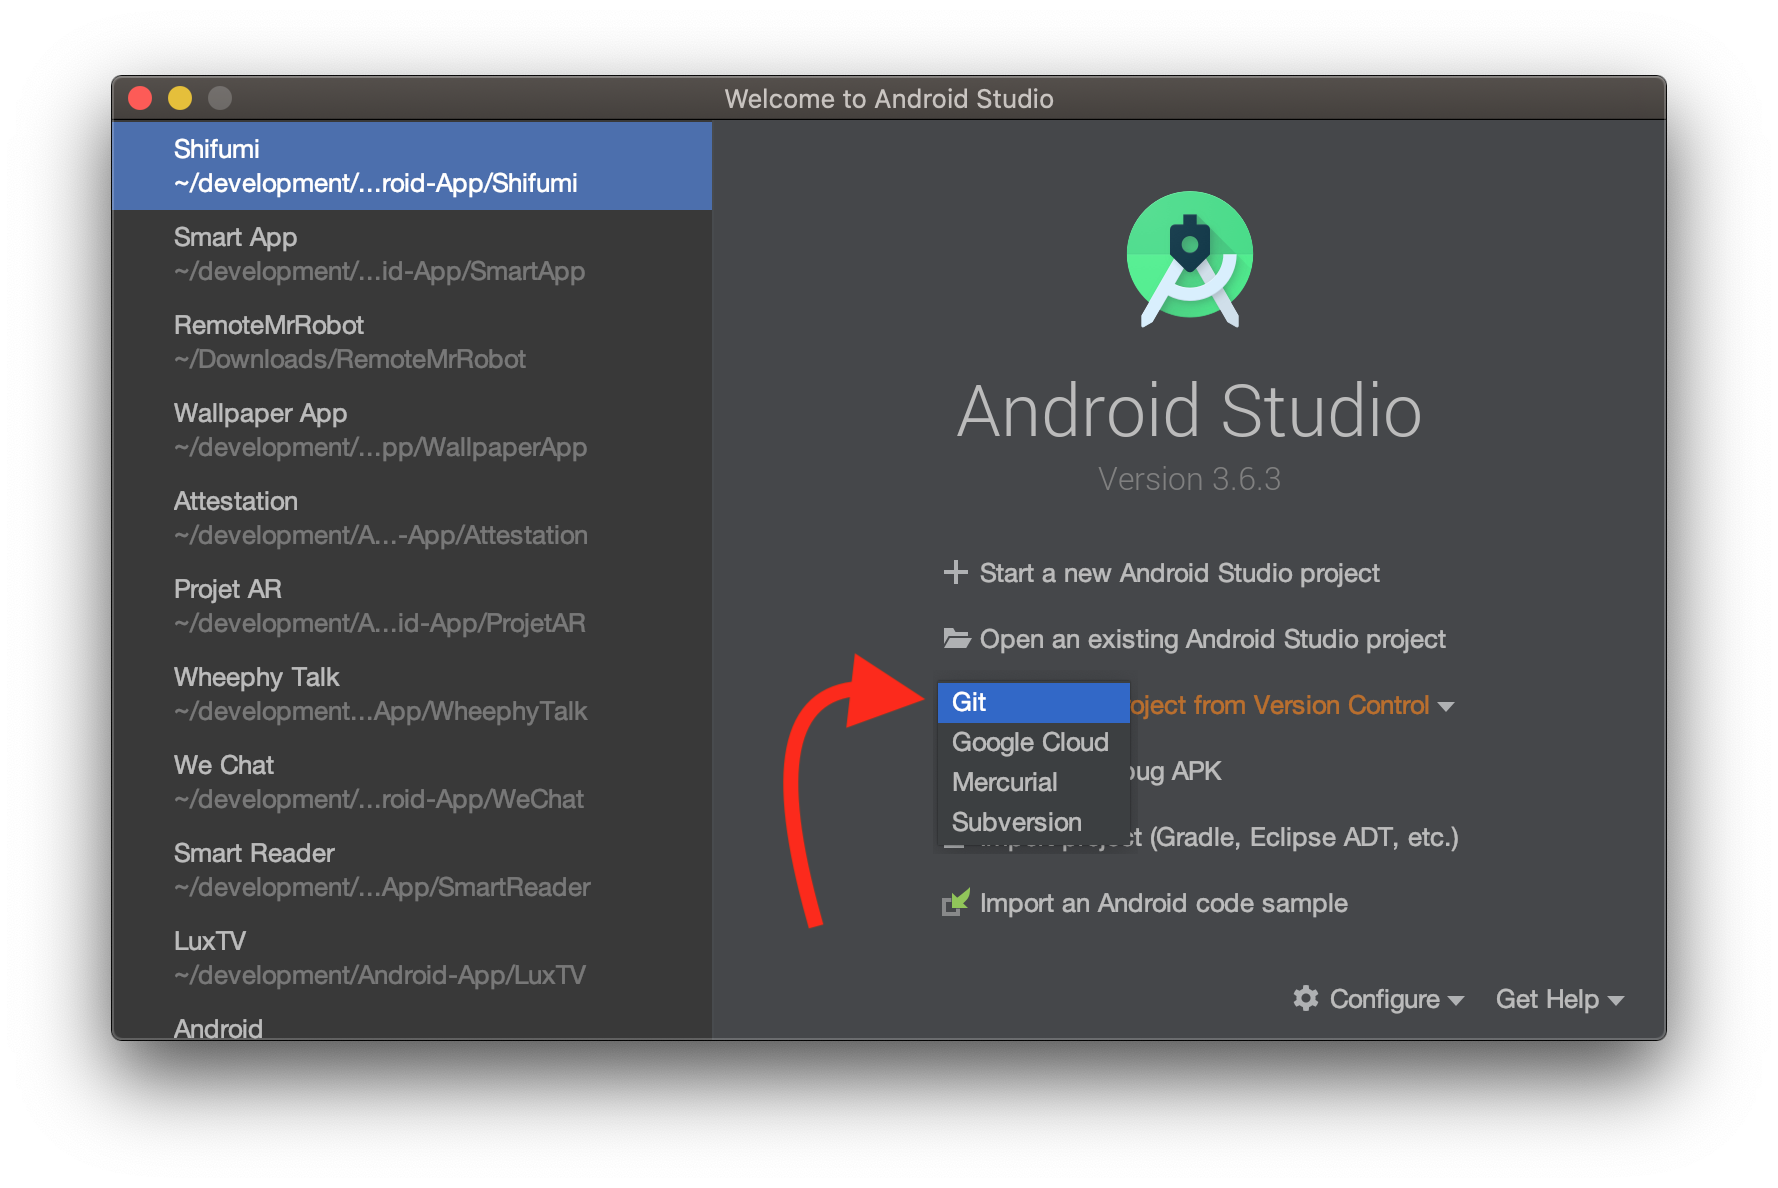 Welcome to Android Studio
Shifumi
~/development/...roid-App/Shifumi
Smart App
~/development/...id-App/SmartApp
RemoteMrRobot
~/Downloads/RemoteMrRobot
Wallpaper App
~/development/...pp/WallpaperApp
Attestation
~/development/A...-App/Attestation
Projet AR
~/development/A...id-App/ProjetAR
Wheephy Talk
~/development...App/WheephyTalk
We Chat
~/development/...roid-App/WeChat
Smart Reader
~/development/...App/SmartReader
LuxTV
~/development/Android-App/LuxTV
Android
Android Studio
Version 3.6.3
Start a new Android Studio project
Open an existing Android Studio project
Git
oject from Version Control
Google Cloud
bug APK
Mercurial
Subversion
Import project (Gradle, Eclipse ADT, etc.)
Import an Android code sample
Configure
Get Help